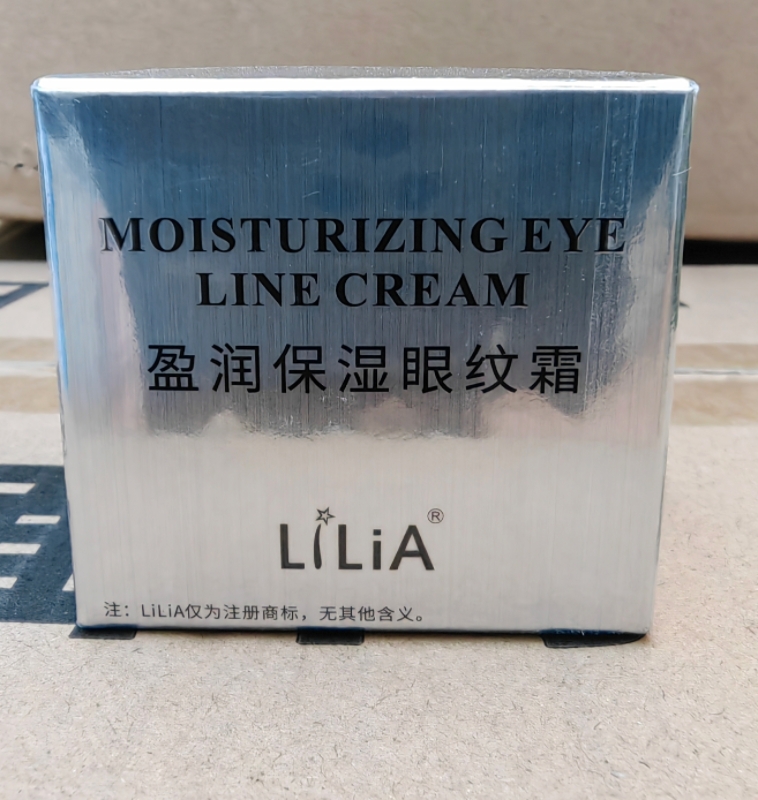 MOISTURIZING EYE
LINE CREAM
盈润保湿眼纹霜
LiLiA®
注：LiLiA仅为注册商标，无其他含义。